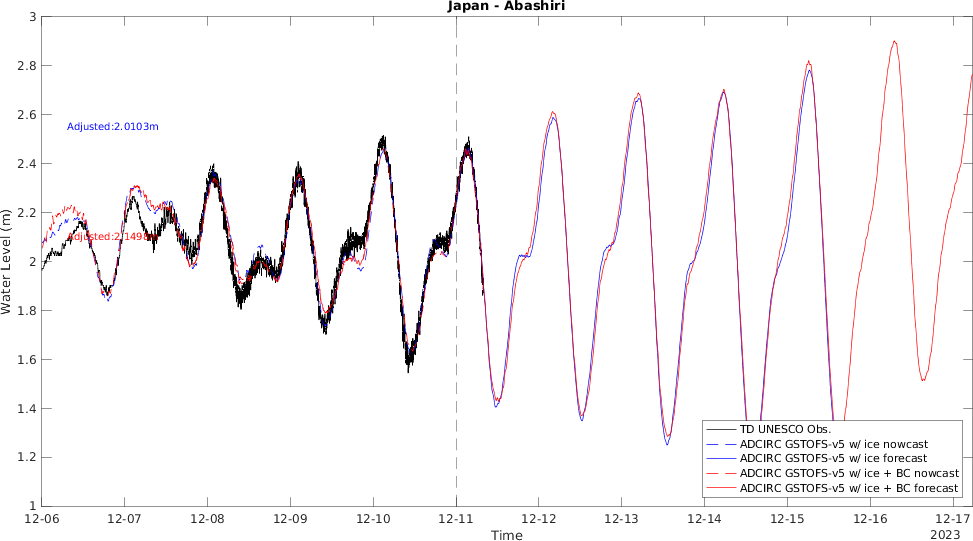 Japan - Abashiri
3
2.8
2.6
2.4
2.2
2
1.8
1.6
1.4
1.2
1
Water Level (m)
Adjusted:2.0103m
Adjusted:2.1498m
TD UNESCO Obs.
ADCIRC GSTOFS-v5 w/ ice nowcast
ADCIRC GSTOFS-v5 w/ ice forecast
ADCIRC GSTOFS-v5 w/ ice + BC nowcast
ADCIRC GSTOFS-v5 w/ ice + BC forecast
12-06 12-07 12-08 12-09 12-10 12-11 12-12 12-13 12-14 12-15 12-16 12-17
Time
2023